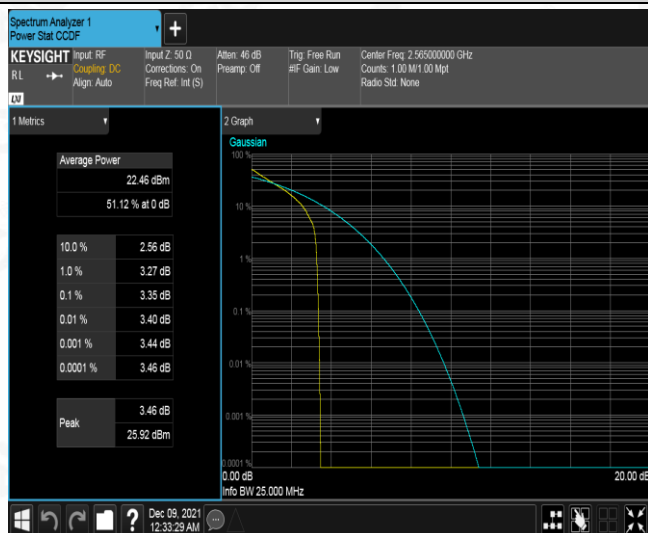 Spectrum Analyzer 1
Power Stat CCDF
+
KEYSIGHT
RL
LXI
Input: RF
Coupling: DC
Align: Auto
Input Z: 50 Ω
Corrections: On
Freq Ref: Int (S)
Atten: 46 dB
Preamp: Off
Trig: Free Run
#IF Gain: Low
Center Freq: 2.565000000 GHz
Counts: 1.00 M/1.00 Mpt
Radio Std: None
1 Metrics
Average Power
22.46 dBm
51.12 % at 0 dB
10.0 % 2.56 dB
1.0 % 3.27 dB
0.1 % 3.35 dB
0.01 % 3.40 dB
0.001 % 3.44 dB
0.0001 % 3.46 dB
Peak
3.46 dB
25.92 dBm
2 Graph
Gaussian
100 %
10 %
1 %
0.1 %
0.01 %
0.001 %
0.0001 %
0.00 dB
20.00 dB
Info BW 25.000 MHz
?
Dec 09, 2021
12:33:29 AM